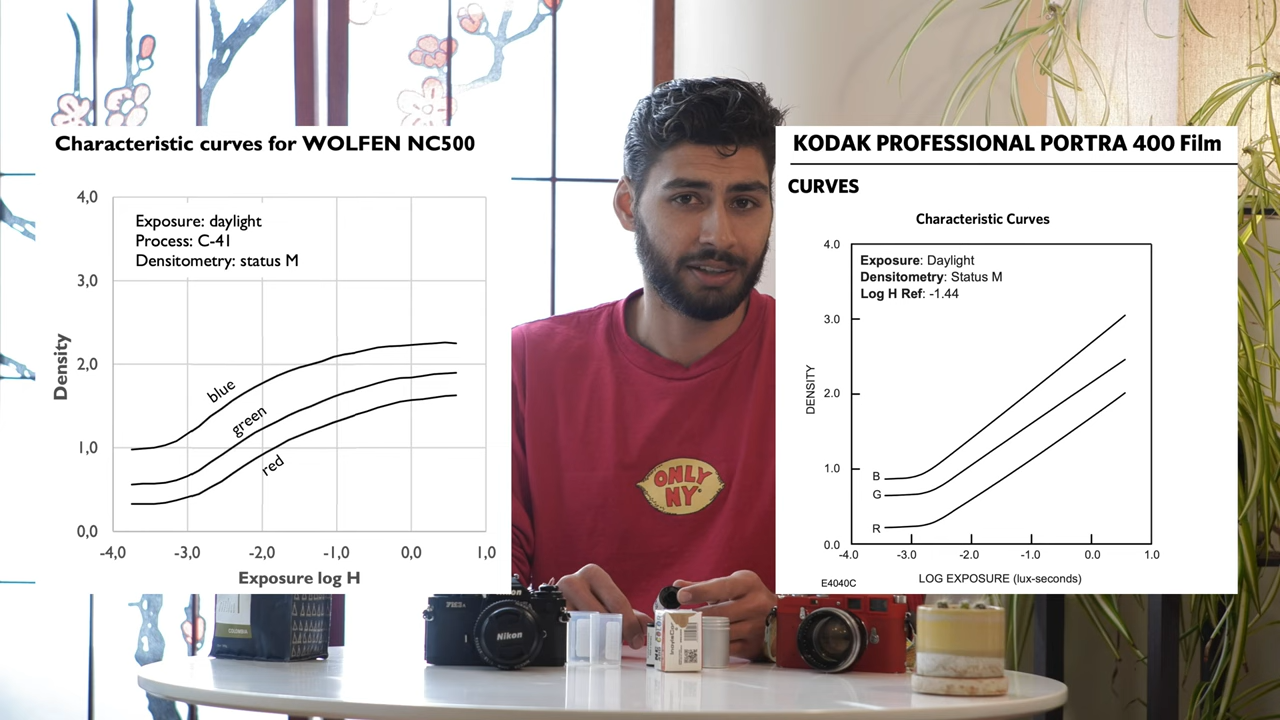 Characteristic curves for WOLFEN NC500
4,0
3,0
2,0
1,0
0,0
Density
Exposure: daylight
Process: C-41
Densitometry: status M
blue
green
red
-4,0 -3,0 -2,0 -1,0 0,0 1,0
Exposure log H
KODAK PROFESSIONAL PORTRA 400 Film
CURVES
Characteristic Curves
4.0
3.0
2.0
1.0
0.0
DENSITY
Exposure: Daylight
Densitometry: Status M
Log H Ref: -1.44
B
G
R
-4.0 -3.0 -2.0 -1.0 0.0 1.0
E4040C
LOG EXPOSURE (lux-seconds)
ONLY
NY
Nikon
COLOMBIA